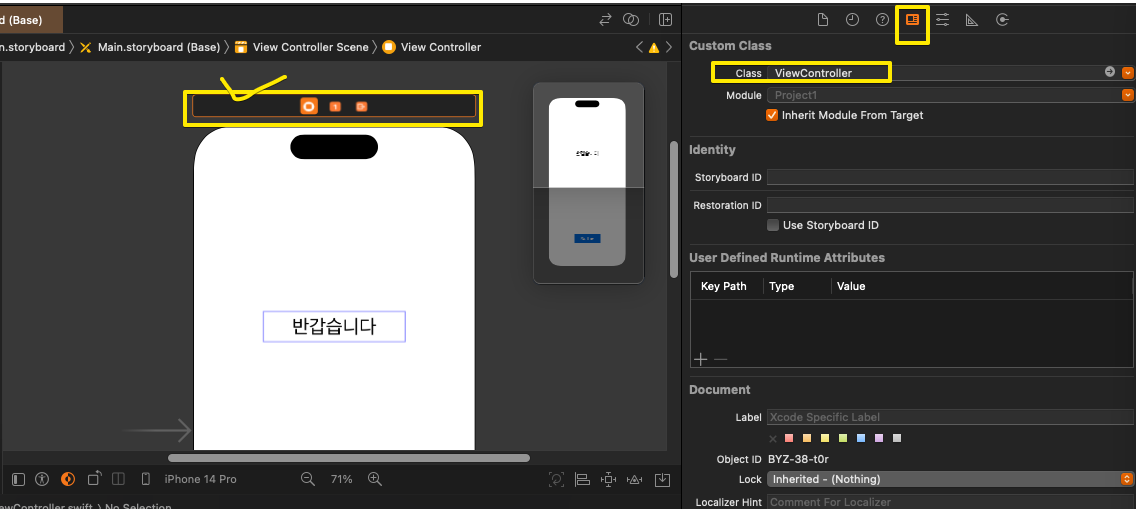 d (Base)
n.storyboard 〉 Main.storyboard (Base) 〉 View Controller Scene 〉 View Controller
반갑습니다
iPhone 14 Pro
71%
ewController.swift 〉 No Selection
Custom Class
Class ViewController
Module Project1
Inherit Module From Target
Identity
Storyboard ID
Restoration ID
Use Storyboard ID
User Defined Runtime Attributes
Key Path Type Value
Document
Label Xcode Specific Label
Object ID BYZ-38-t0r
Lock Inherited - (Nothing)
Localizer Hint Comment For Localizer